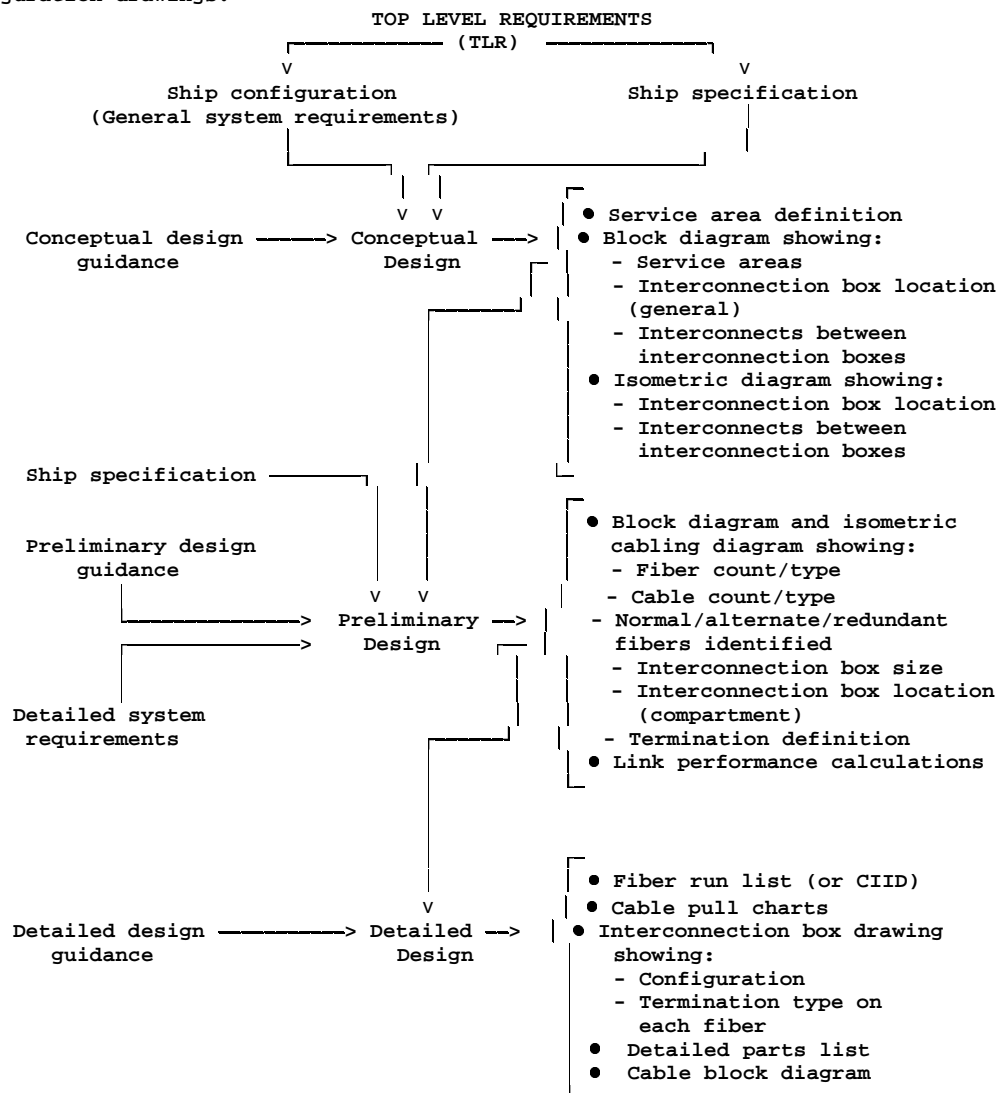 guration drawings.
TOP LEVEL REQUIREMENTS
(TLR)
v v
Ship configuration Ship specification
(General system requirements)
v v
● Service area definition
Conceptual design ——> Conceptual ——> ● Block diagram showing:
guidance Design - Service areas
- Interconnection box location
(general)
- Interconnects between
interconnection boxes
● Isometric diagram showing:
- Interconnection box location
- Interconnects between
interconnection boxes
Ship specification
● Block diagram and isometric
Preliminary design cabling diagram showing:
guidance - Fiber count/type
v v - Cable count/type
> Preliminary ——> - Normal/alternate/redundant
> Design fibers identified
- Interconnection box size
- Interconnection box location
Detailed system (compartment)
requirements - Termination definition
● Link performance calculations
● Fiber run list (or CIID)
v ● Cable pull charts
Detailed design ——> Detailed ——> ● Interconnection box drawing
guidance Design showing:
- Configuration
- Termination type on
each fiber
● Detailed parts list
● Cable block diagram